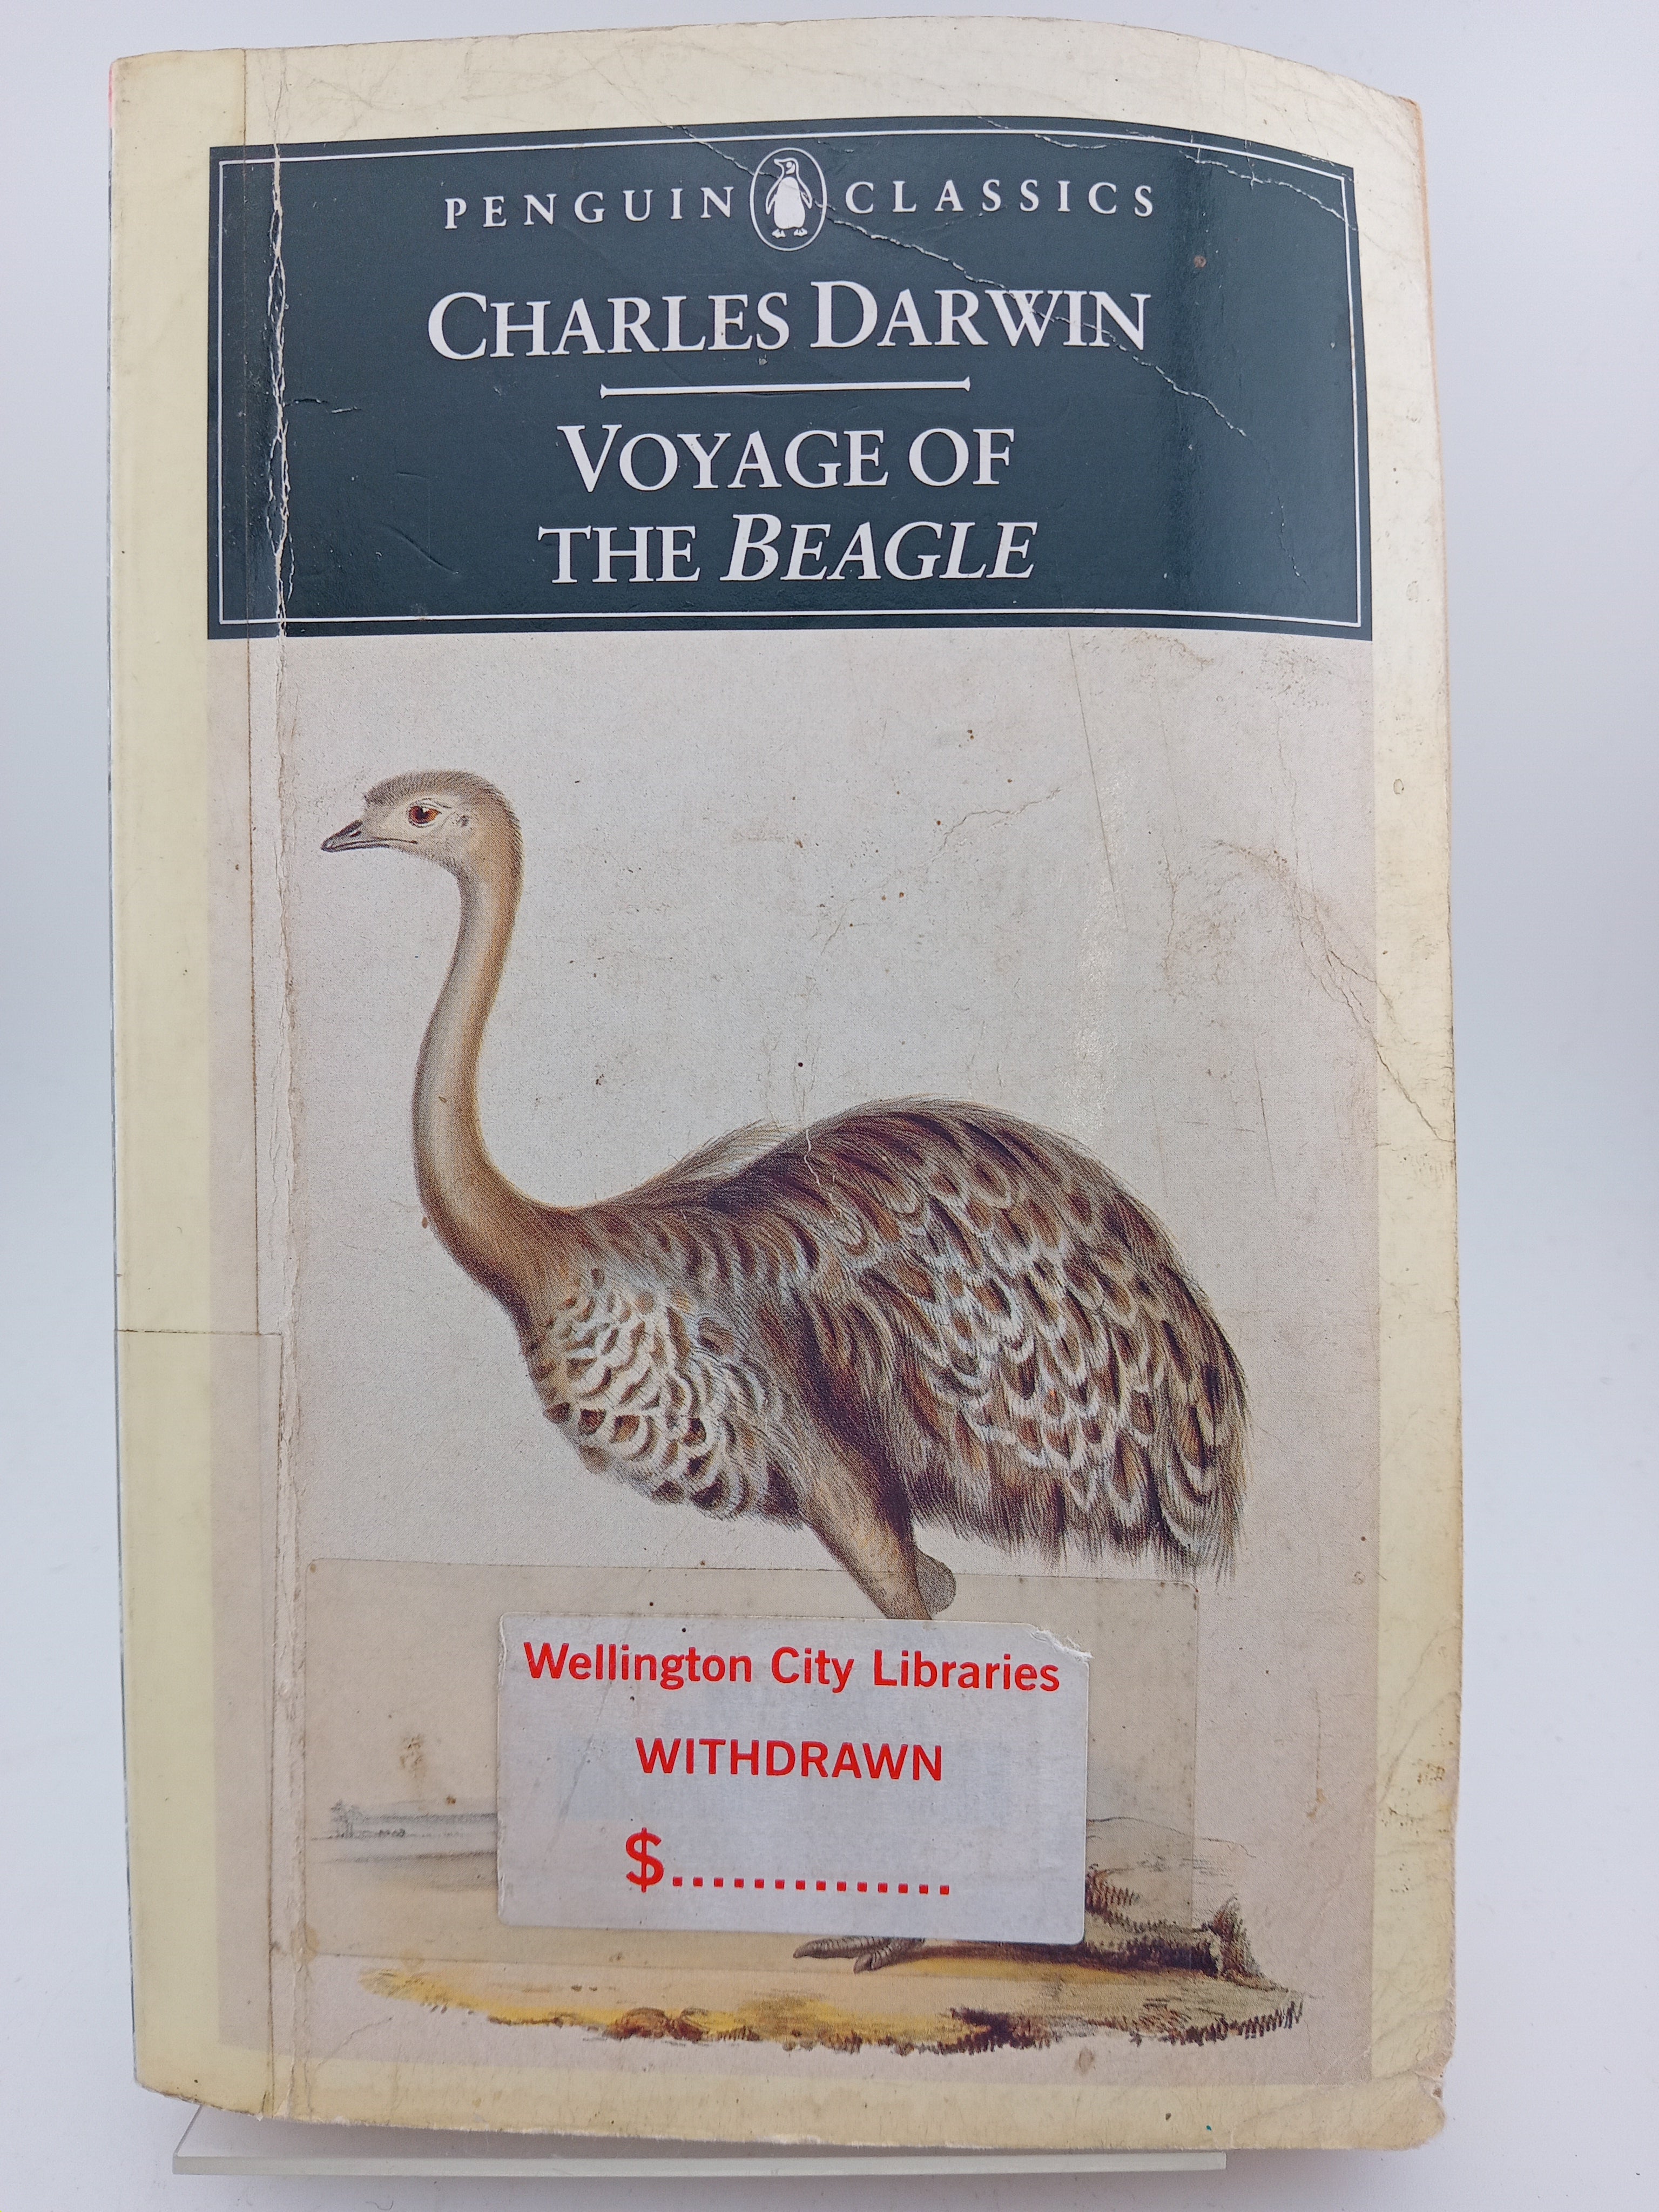 PENGUIN CLASSICS
CHARLES DARWIN
VOYAGE OF
THE BEAGLE
Wellington City Libraries
WITHDRAWN
$...............